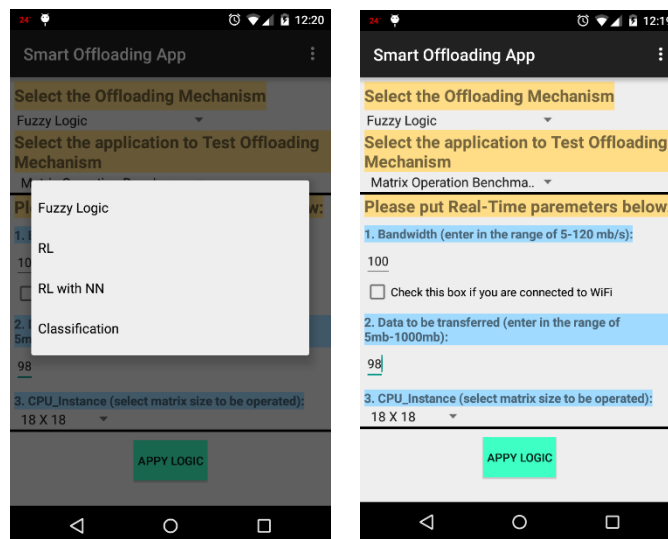 24° 12:20
Smart Offloading App
Select the Offloading Mechanism
Fuzzy Logic
Select the application to Test Offloading
Mechanism
Fuzzy Logic
RL
RL with NN
Classification
98
3. CPU_Instance (select matrix size to be operated):
18 X 18
APPY LOGIC
24° 12:19
Smart Offloading App
Select the Offloading Mechanism
Fuzzy Logic
Select the application to Test Offloading
Mechanism
Matrix Operation Benchma..
Please put Real-Time paremeters below:
1. Bandwidth (enter in the range of 5-120 mb/s):
100
Check this box if you are connected to WiFi
2. Data to be transferred (enter in the range of
5mb-1000mb):
98
3. CPU_Instance (select matrix size to be operated):
18 X 18
APPY LOGIC